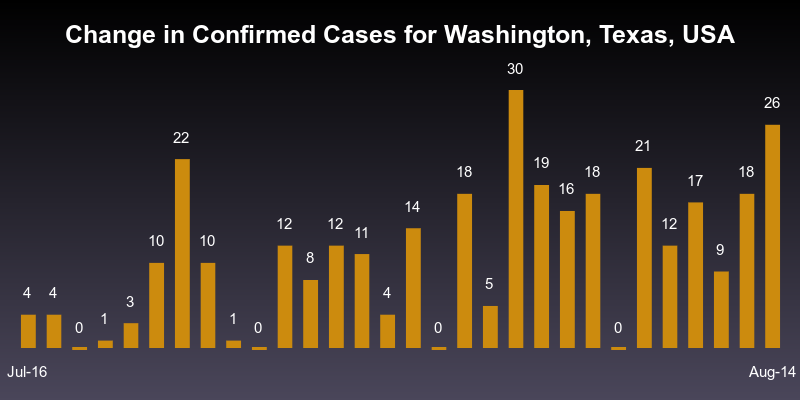 Change in Confirmed Cases for Washington, Texas, USA
4 4 0 1 3 10 22 10 1 0 12 8 12 11 4 14 0 18 5 30 19 16 18 0 21 12 17 9 18 26
Jul-16 Aug-14